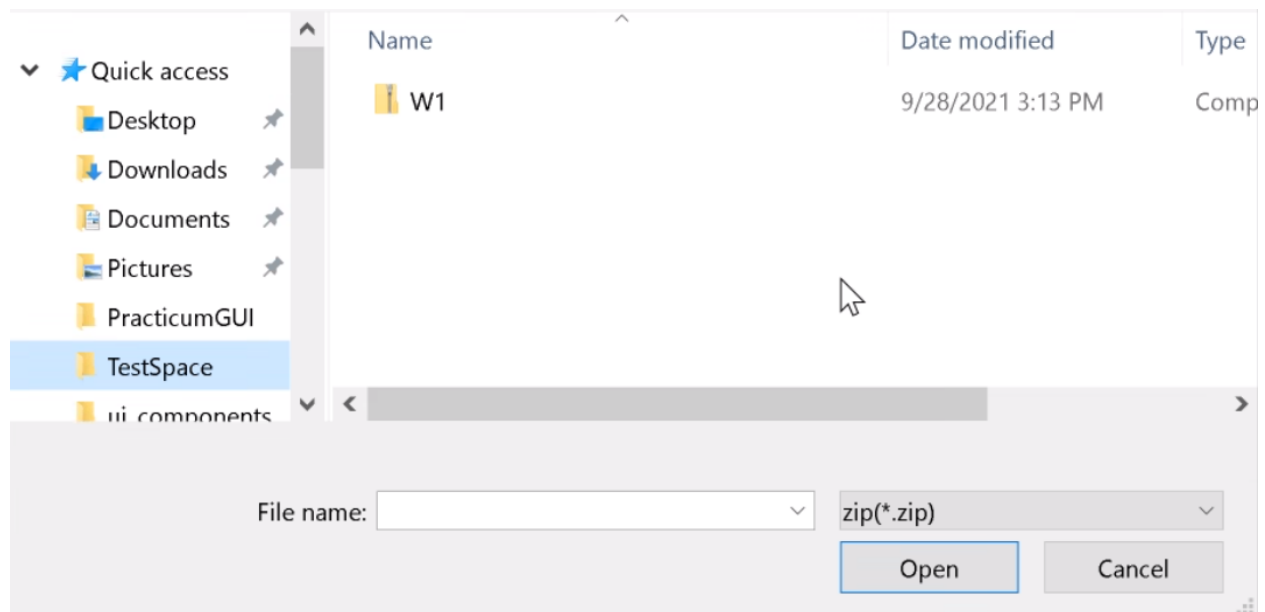 Name Date modified Type
Quick access
W1 9/28/2021 3:13 PM Comp
Desktop
Downloads
Documents
Pictures
PracticumGUI
TestSpace
ui_components
File name: zip(*.zip)
Open Cancel